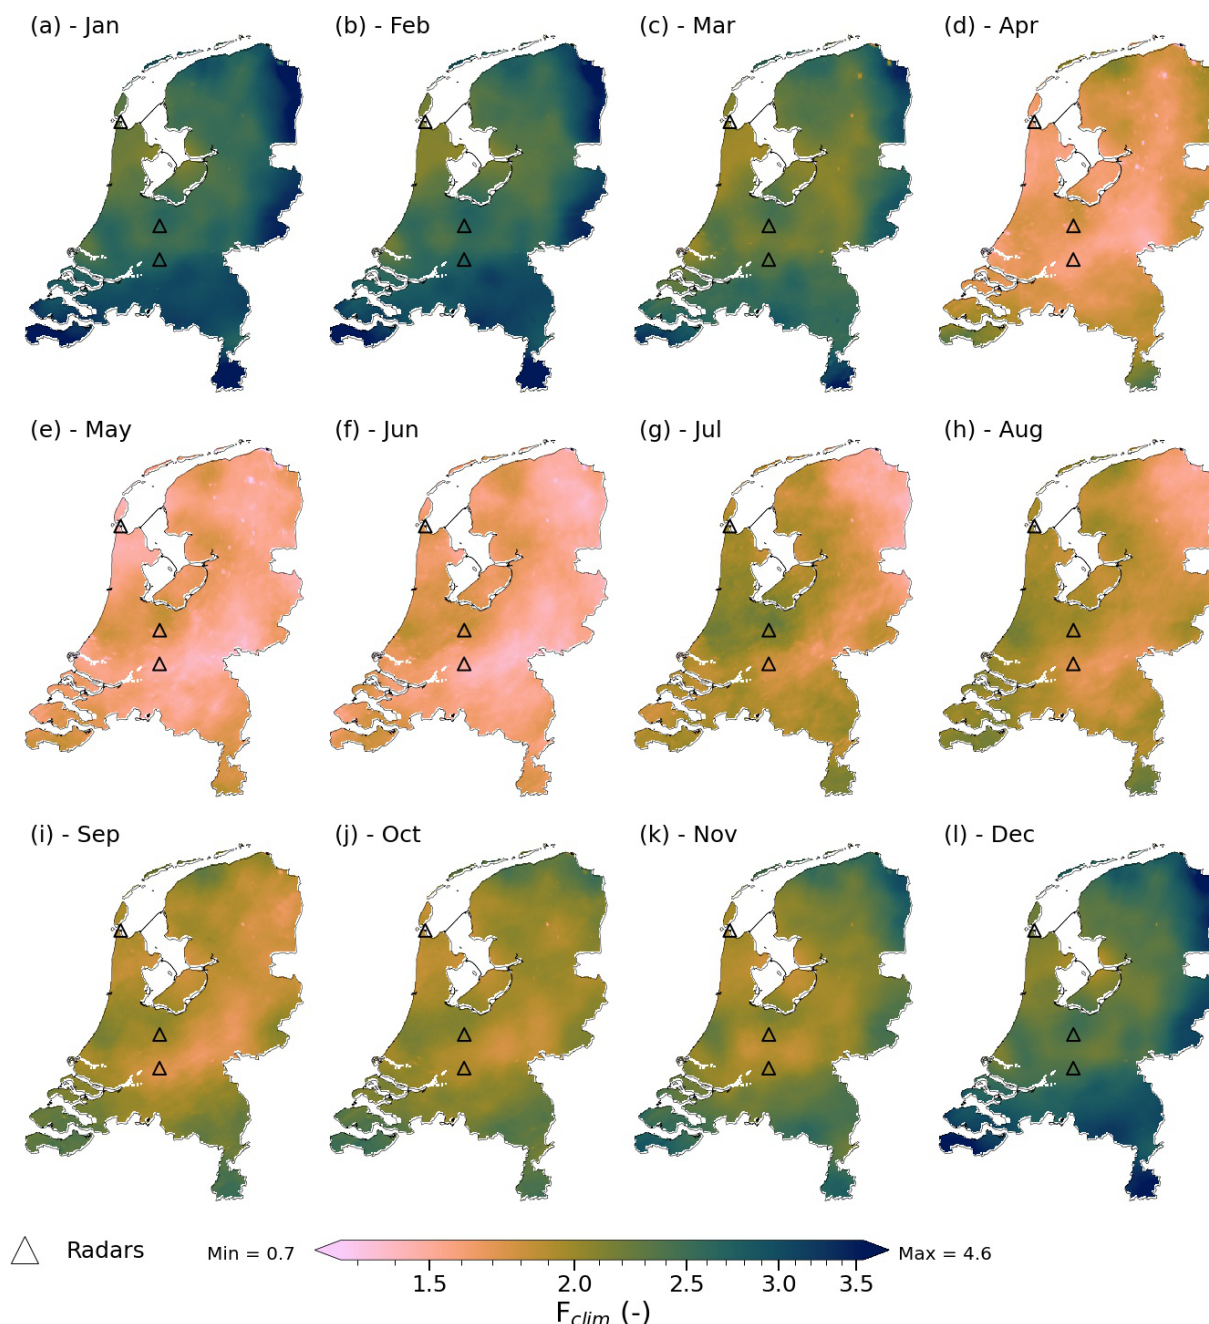 (a) - Jan
(b) - Feb
(c) - Mar
(d) - Apr
(e) - May
(f) - Jun
(g) - Jul
(h) - Aug
(i) - Sep
(j) - Oct
(k) - Nov
(l) - Dec
Radars
Min = 0.7
Max = 4.6
1.5 2.0 2.5 3.0 3.5
F_clim (-)